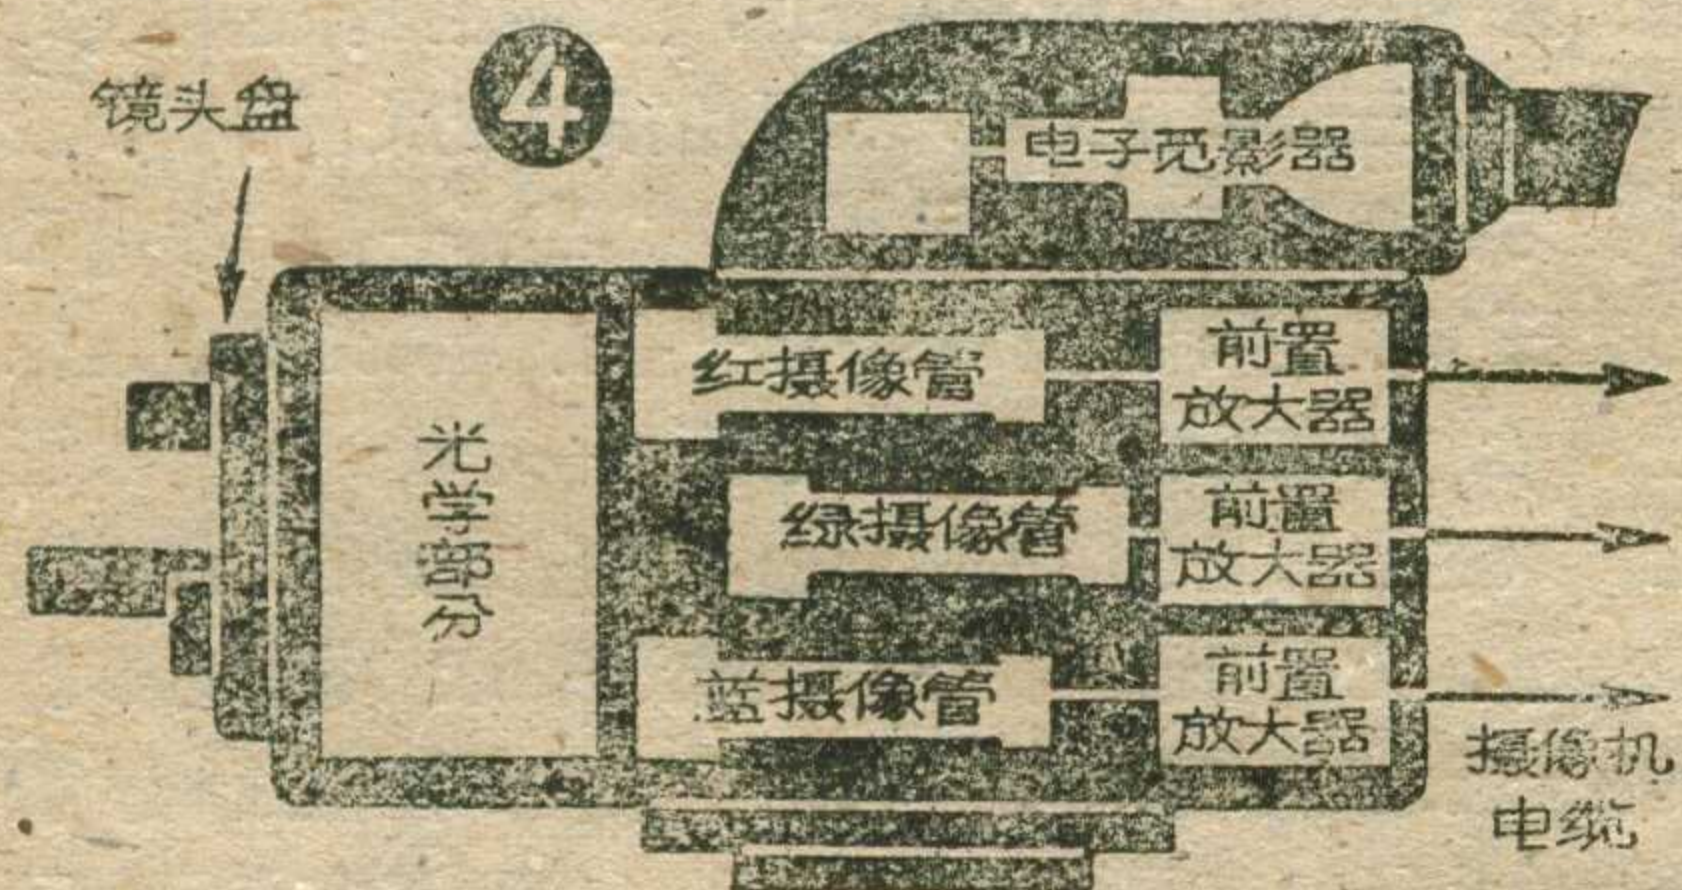 镜头盘
4
电子觅影器
光学部分
红摄像管
前置
放大器
绿摄像管
前置
放大器
蓝摄像管
前置
放大器
摄像机
电缆